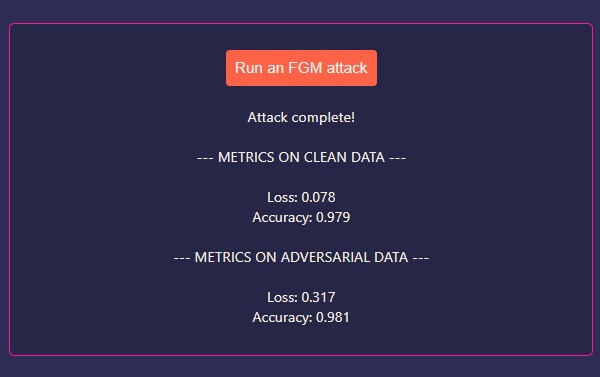 Run an FGM attack
Attack complete!
--- METRICS ON CLEAN DATA ---
Loss: 0.078
Accuracy: 0.979
--- METRICS ON ADVERSARIAL DATA ---
Loss: 0.317
Accuracy: 0.981